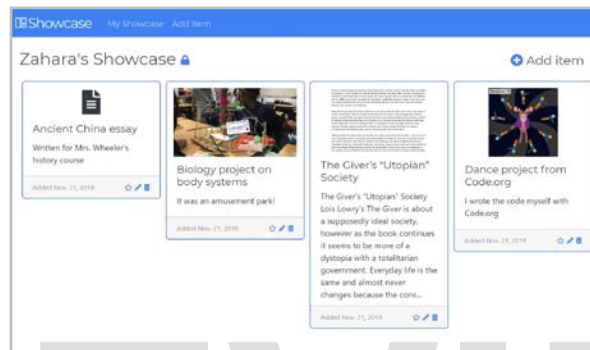 Showcase My Showcase Add Item
Zahara's Showcase
Add item
Ancient China essay
Written for Mrs. Wheeler's
history course
Added Nov. 21, 2019
Biology project on
body systems
It was an amusement park!
Added Nov. 21, 2019
The Giver's "Utopian"
Society
The Giver's "Utopian" Society
Lois Lowry's The Giver is about
a supposedly ideal society,
however as the book continues
it seems to be more of a
dystopia with a totalitarian
government. Everyday life is the
same and almost never
changes because the cons...
Added Nov. 21, 2019
Dance project from
Code.org
I wrote the code myself with
Code.org
Added Nov. 21, 2019